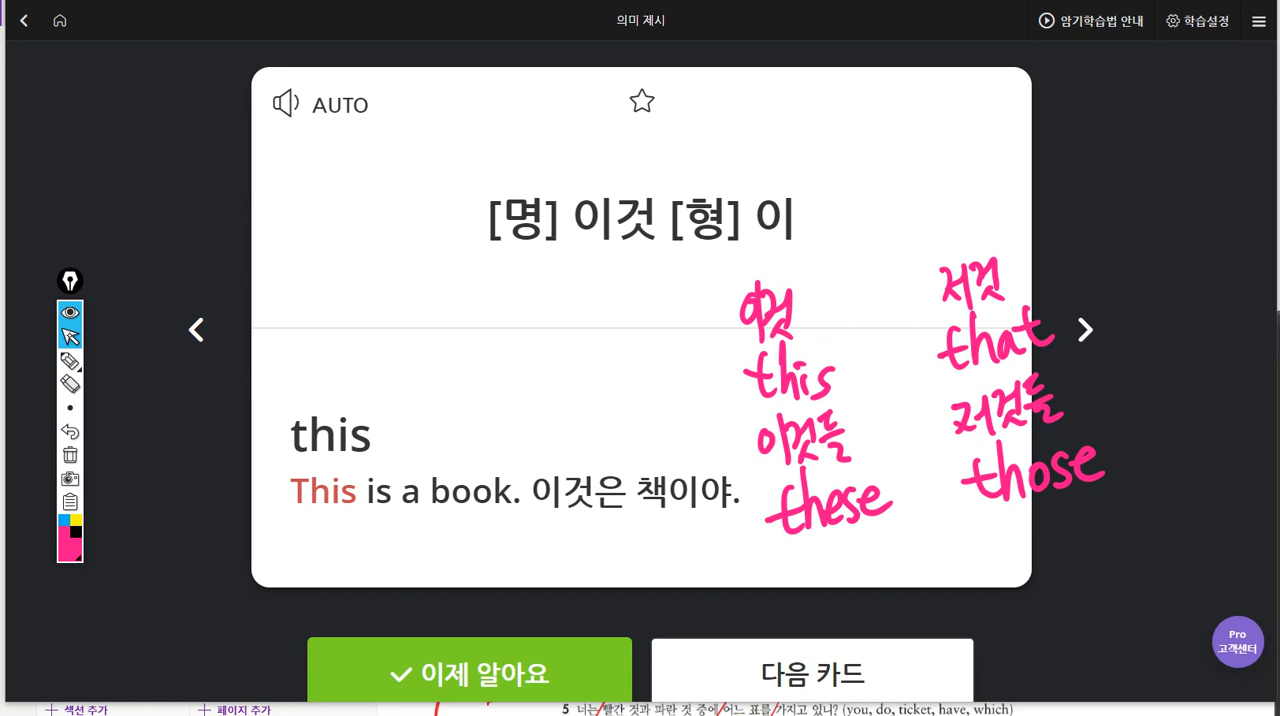 의미 제시
암기학습법 안내
학습설정
AUTO
[명] 이것 [형] 이
이것
this
이것들
these
저것
that
저것들
those
this
This is a book. 이것은 책이야.
이제 알아요
다음 카드
Pro
고객센터
섹션 추가
페이지 추가
5 너는 빨간 것과 파란 것 중에 어느 표를 가지고 있니? (you, do, ticket, have, which)